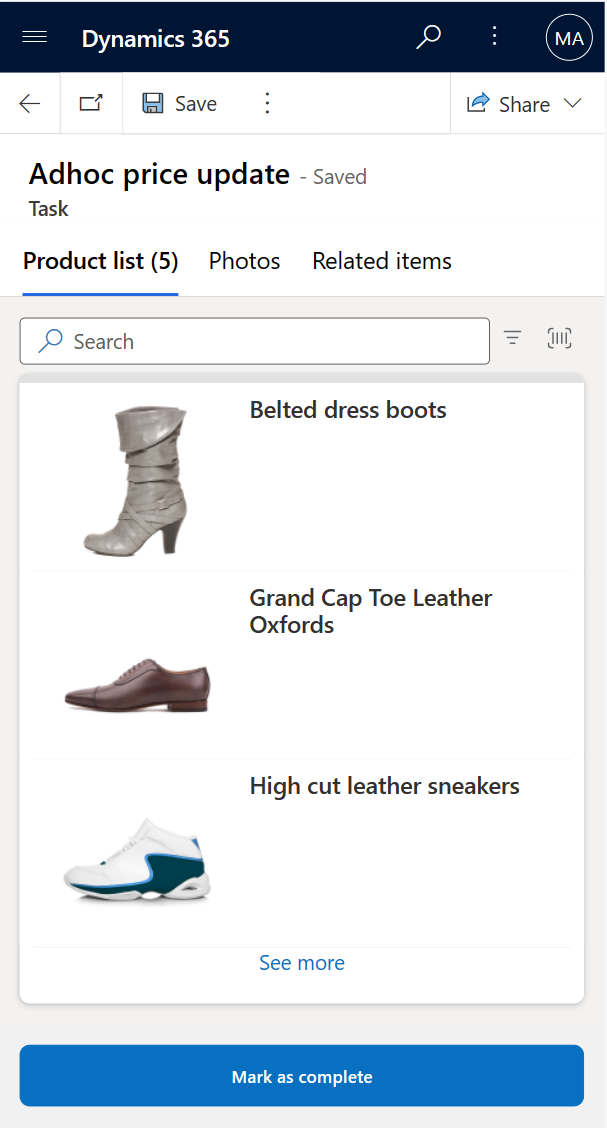 Dynamics 365
MA
Save
Share
Adhoc price update - Saved
Task
Product list (5) Photos Related items
Search
Belted dress boots
Grand Cap Toe Leather
Oxfords
High cut leather sneakers
See more
Mark as complete